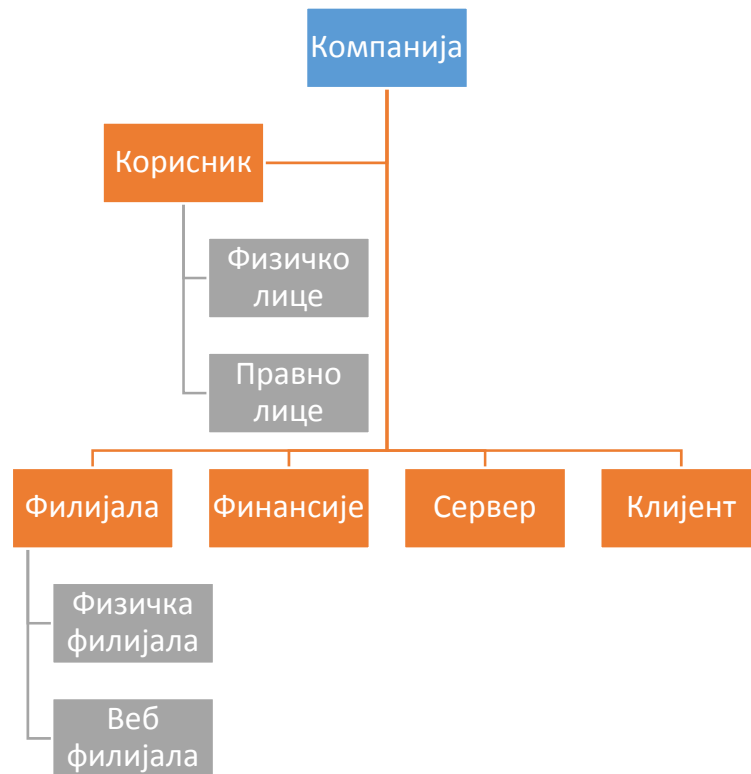 Компанија
Корисник
Физичко
лице
Правно
лице
Филијала
Финансије
Сервер
Клијент
Физичка
филијала
Веб
филијала